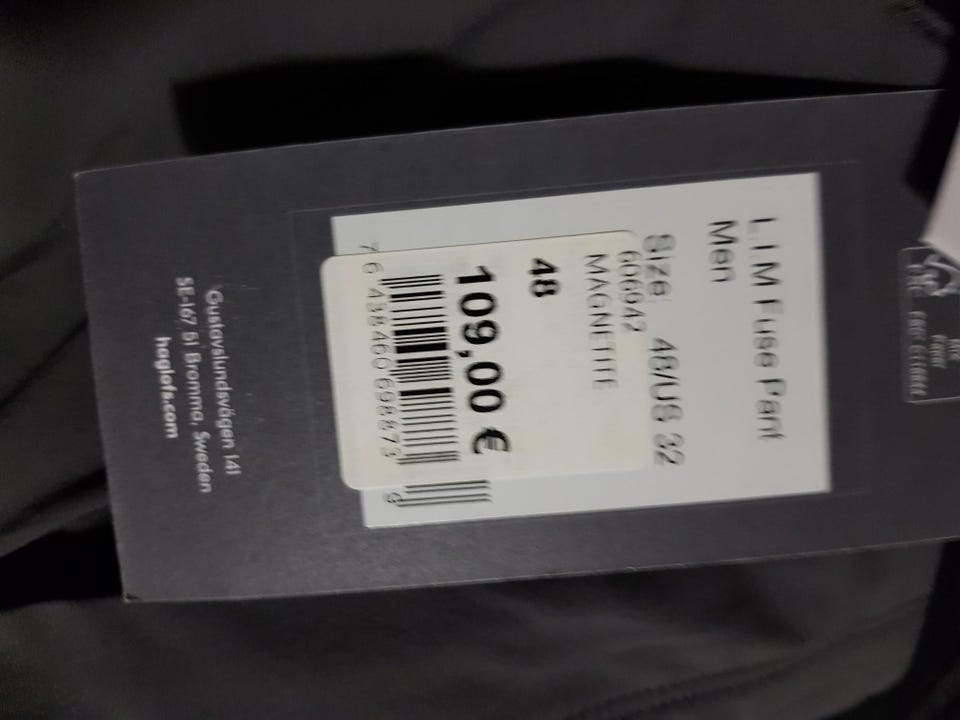 L.I.M Fuse Pant
Men
Size: 48/US 32
606942
MAGNETITE
48
109,00 €
Gustavslundsvägen 141
SE-167 51 Bromma, Sweden
haglofs.com